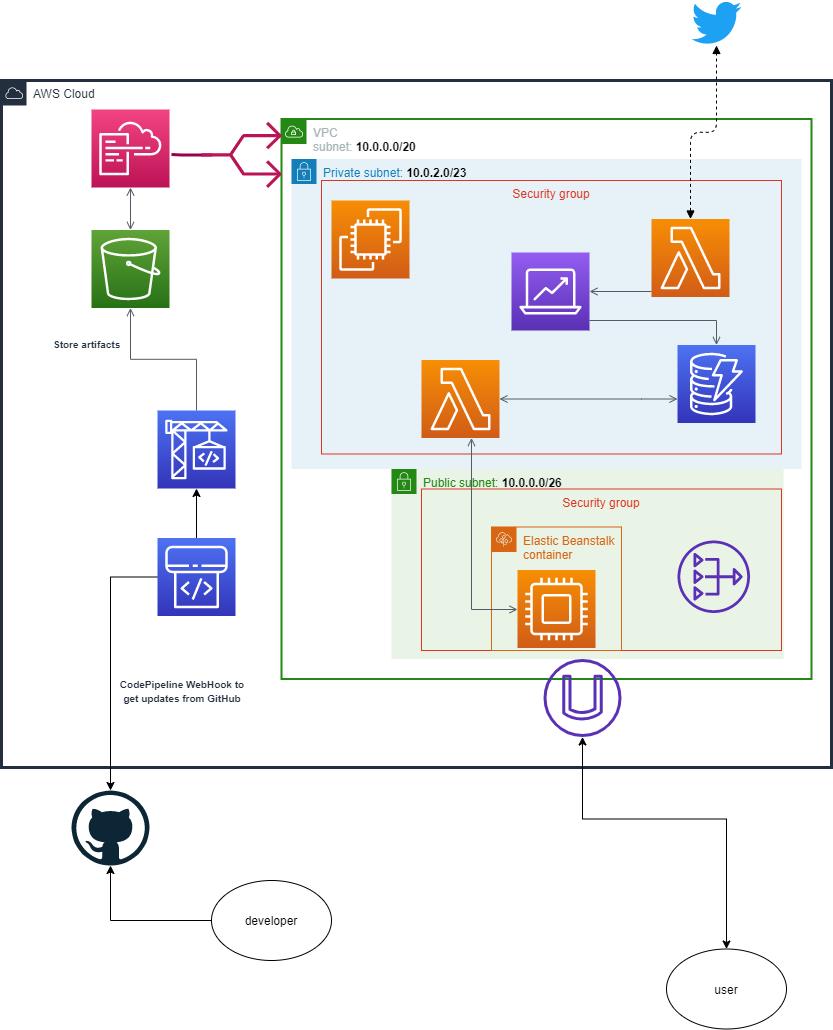 AWS Cloud
VPC
subnet: 10.0.0.0/20
Private subnet: 10.0.2.0/23
Security group
Store artifacts
Public subnet: 10.0.0.0/26
Security group
Elastic Beanstalk
container
CodePipeline WebHook to
get updates from GitHub
developer
user